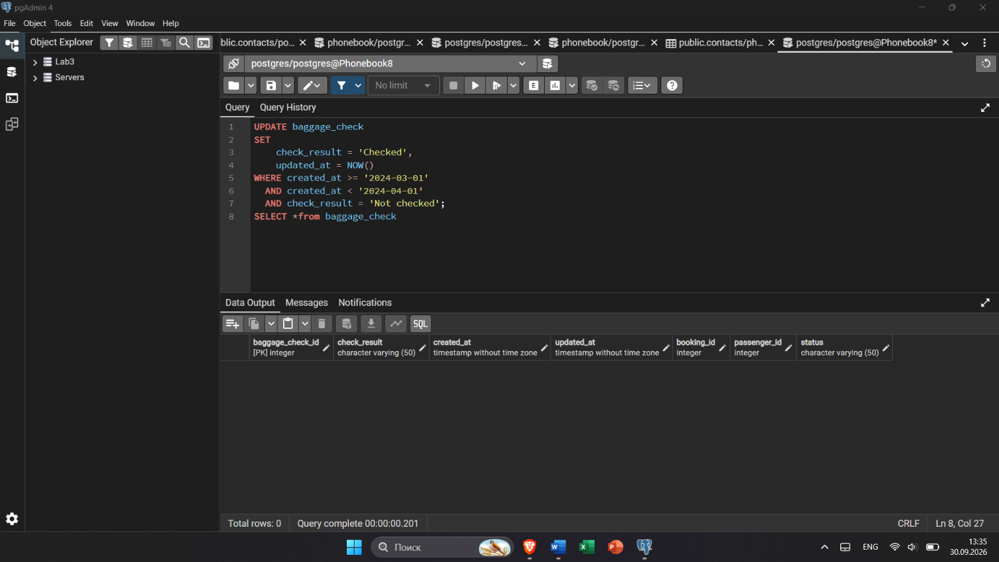 pgAdmin 4
File Object Tools Edit View Window Help
Object Explorer
blic.contacts/po... phonebook/postgr... postgres/postgres... phonebook/postgr... public.contacts/ph... postgres/postgres@Phonebook8*
Lab3
Servers
postgres/postgres@Phonebook8
No limit
E
Query Query History
1 UPDATE baggage_check
2 SET
3 check_result = 'Checked',
4 updated_at = NOW()
5 WHERE created_at >= '2024-03-01'
6 AND created_at < '2024-04-01'
7 AND check_result = 'Not checked';
8 SELECT *from baggage_check
Data Output Messages Notifications
SQL
baggage_check_id check_result created_at updated_at booking_id passenger_id status
[PK] integer character varying (50) timestamp without time zone timestamp without time zone integer integer character varying (50)
Total rows: 0 Query complete 00:00:00.201 CRLF Ln 8, Col 27
Поиск ENG 13:35
30.09.2026